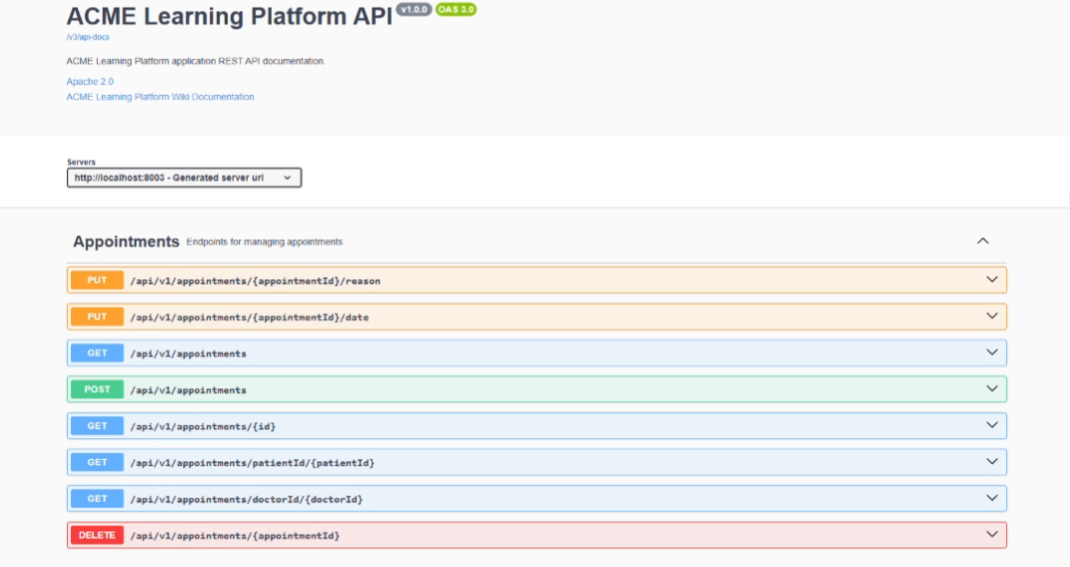 ACME Learning Platform API v1.0.0 OAS 3.0
/v3/api-docs
ACME Learning Platform application REST API documentation.
Apache 2.0
ACME Learning Platform Wiki Documentation
Servers
http://localhost:8003 - Generated server url
Appointments Endpoints for managing appointments
PUT /api/v1/appointments/{appointmentId}/reason
PUT /api/v1/appointments/{appointmentId}/date
GET /api/v1/appointments
POST /api/v1/appointments
GET /api/v1/appointments/{id}
GET /api/v1/appointments/patientId/{patientId}
GET /api/v1/appointments/doctorId/{doctorId}
DELETE /api/v1/appointments/{appointmentId}